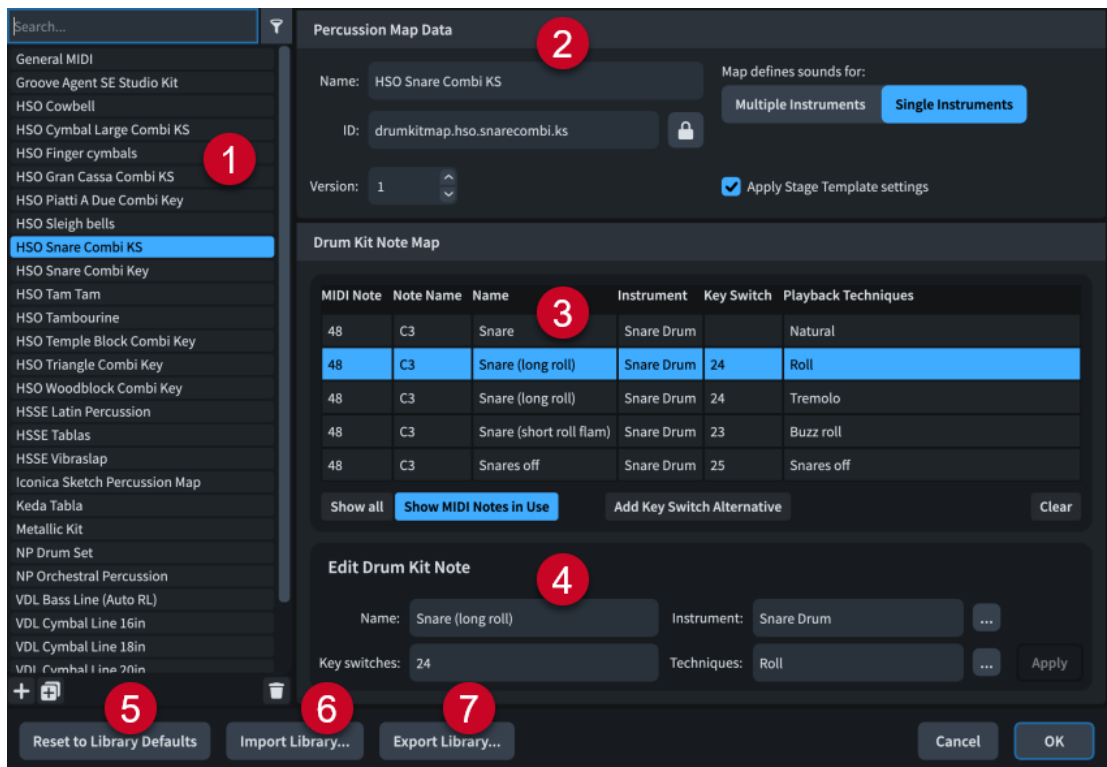 Search...
General MIDI
Groove Agent SE Studio Kit
HSO Cowbell
HSO Cymbal Large Combi KS
HSO Finger cymbals
HSO Gran Cassa Combi KS
HSO Piatti A Due Combi Key
HSO Sleigh bells
HSO Snare Combi KS
HSO Snare Combi Key
HSO Tam Tam
HSO Tambourine
HSO Temple Block Combi Key
HSO Triangle Combi Key
HSO Woodblock Combi Key
HSSE Latin Percussion
HSSE Tablas
HSSE Vibraslap
Iconica Sketch Percussion Map
Keda Tabla
Metallic Kit
NP Drum Set
NP Orchestral Percussion
VDL Bass Line (Auto RL)
VDL Cymbal Line 16in
VDL Cymbal Line 18in
VDL Cymbal Line 20in
1
Percussion Map Data
2
Name: HSO Snare Combi KS
Map defines sounds for:
Multiple Instruments Single Instruments
ID: drumkitmap.hso.snarecombi.ks
Version: 1
Apply Stage Template settings
Drum Kit Note Map
3
MIDI Note Note Name Name Instrument Key Switch Playback Techniques
48 C3 Snare Snare Drum Natural
48 C3 Snare (long roll) Snare Drum 24 Roll
48 C3 Snare (long roll) Snare Drum 24 Tremolo
48 C3 Snare (short roll flam) Snare Drum 23 Buzz roll
48 C3 Snares off Snare Drum 25 Snares off
Show all Show MIDI Notes in Use Add Key Switch Alternative Clear
Edit Drum Kit Note
4
Name: Snare (long roll) Instrument: Snare Drum ...
Key switches: 24 Techniques: Roll ... Apply
5 6 7
Reset to Library Defaults Import Library... Export Library... Cancel OK